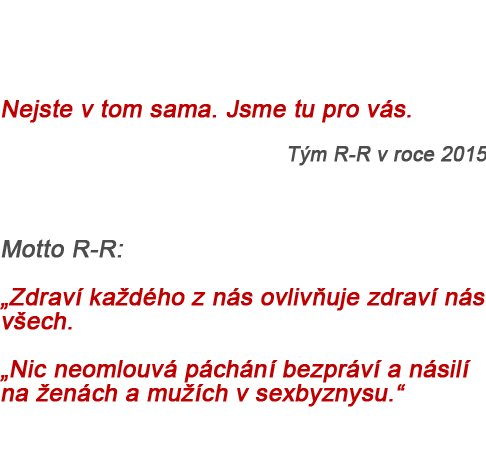 Nejste v tom sama. Jsme tu pro vás.
Tým R-R v roce 2015
Motto R-R:
„Zdraví každého z nás ovlivňuje zdraví nás
všech.
„Nic neomlouvá páchání bezpráví a násilí
na ženách a mužích v sexbyznysu.“